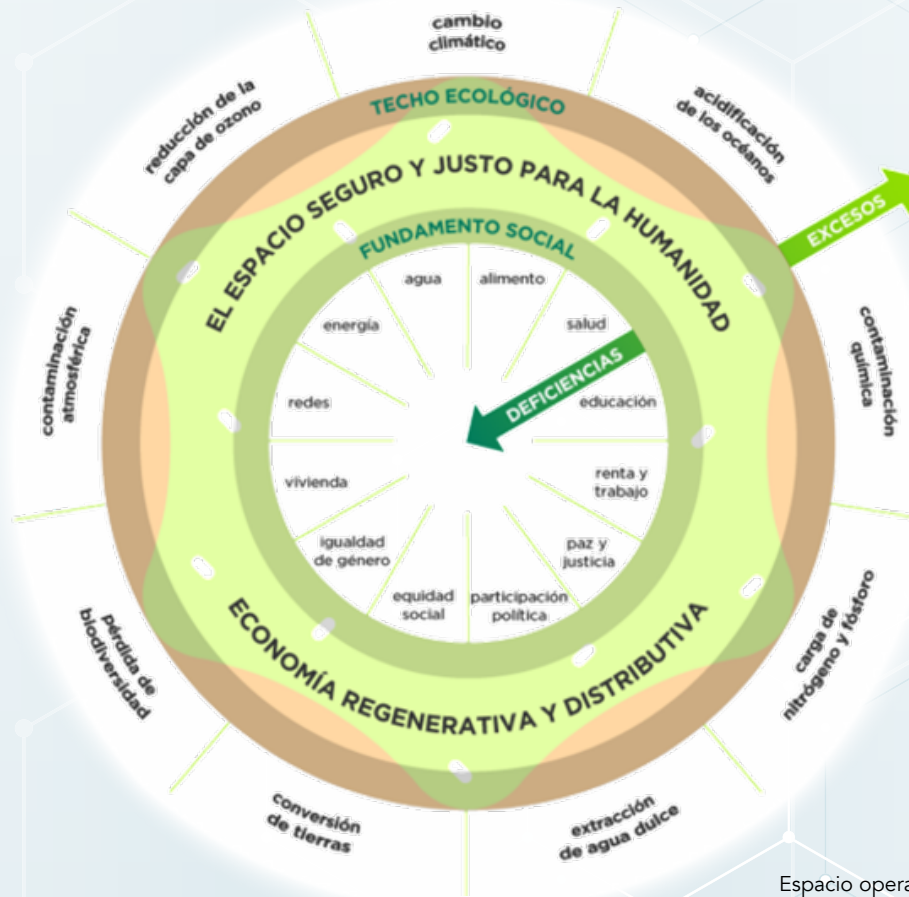 cambio
climático
acidificación
de los océanos
contaminación
química
carga de
nitrógeno y fósforo
extracción
de agua dulce
conversión
de tierras
pérdida de
biodiversidad
contaminación
atmosférica
reducción de la
capa de ozono
TECHO ECOLÓGICO
EL ESPACIO SEGURO Y JUSTO PARA LA HUMANIDAD
FUNDAMENTO SOCIAL
EXCESOS
DEFICIENCIAS
agua
alimento
energía
salud
redes
educación
vivienda
renta y
trabajo
igualdad
de género
paz y
justicia
equidad
social
participación
política
ECONOMÍA REGENERATIVA Y DISTRIBUTIVA
Espacio opera